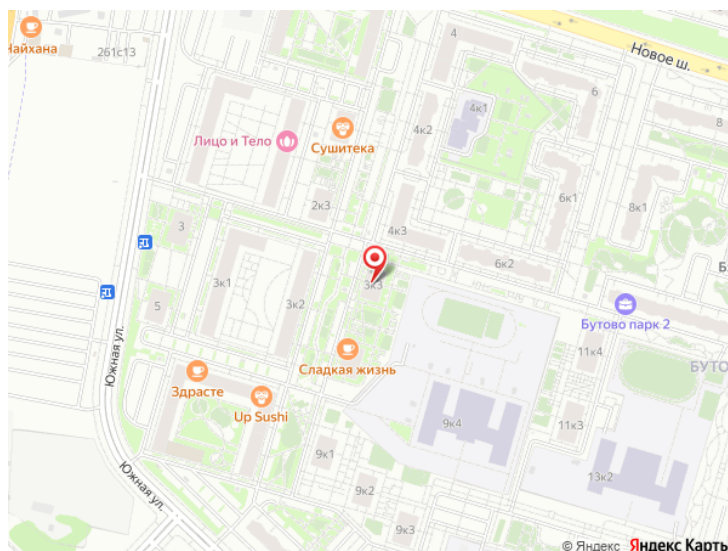 Чайхана
261с13
4
Новое ш.
6
8
4к1
4к2
Лицо и Тело
Сушитека
2к3
6к1
8к1
3
4к3
6к2
3к1
3к2
3к3
5
Бутово парк 2
11к4
БУТО
Южная ул.
Сладкая жизнь
Здрасте
Up Sushi
9к4
11к3
13к2
9к1
9к2
9к3
Южная ул.
© Яндекс Яндекс Карты